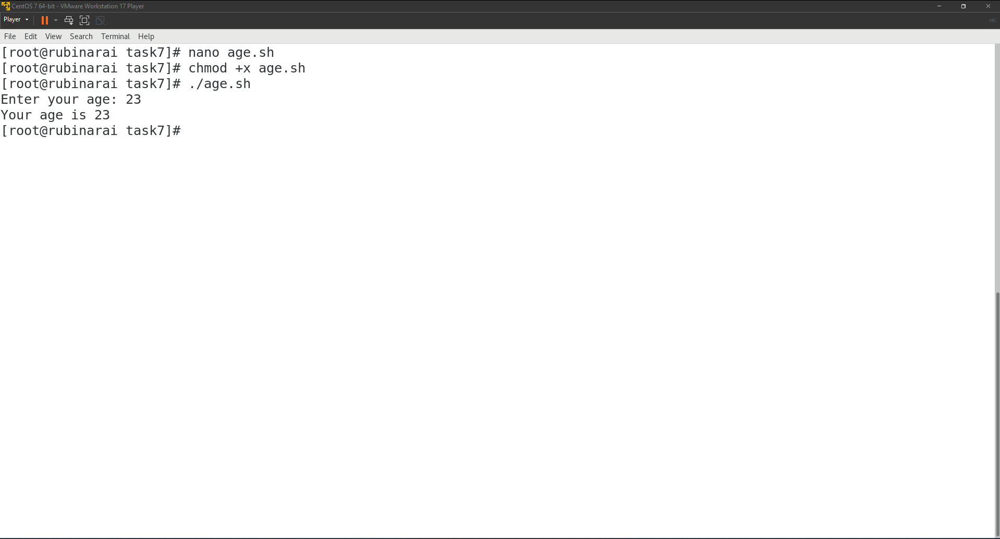 CentOS 7 64-bit - VMware Workstation 17 Player
Player
File Edit View Search Terminal Help
[root@rubinarai task7]# nano age.sh
[root@rubinarai task7]# chmod +x age.sh
[root@rubinarai task7]# ./age.sh
Enter your age: 23
Your age is 23
[root@rubinarai task7]#